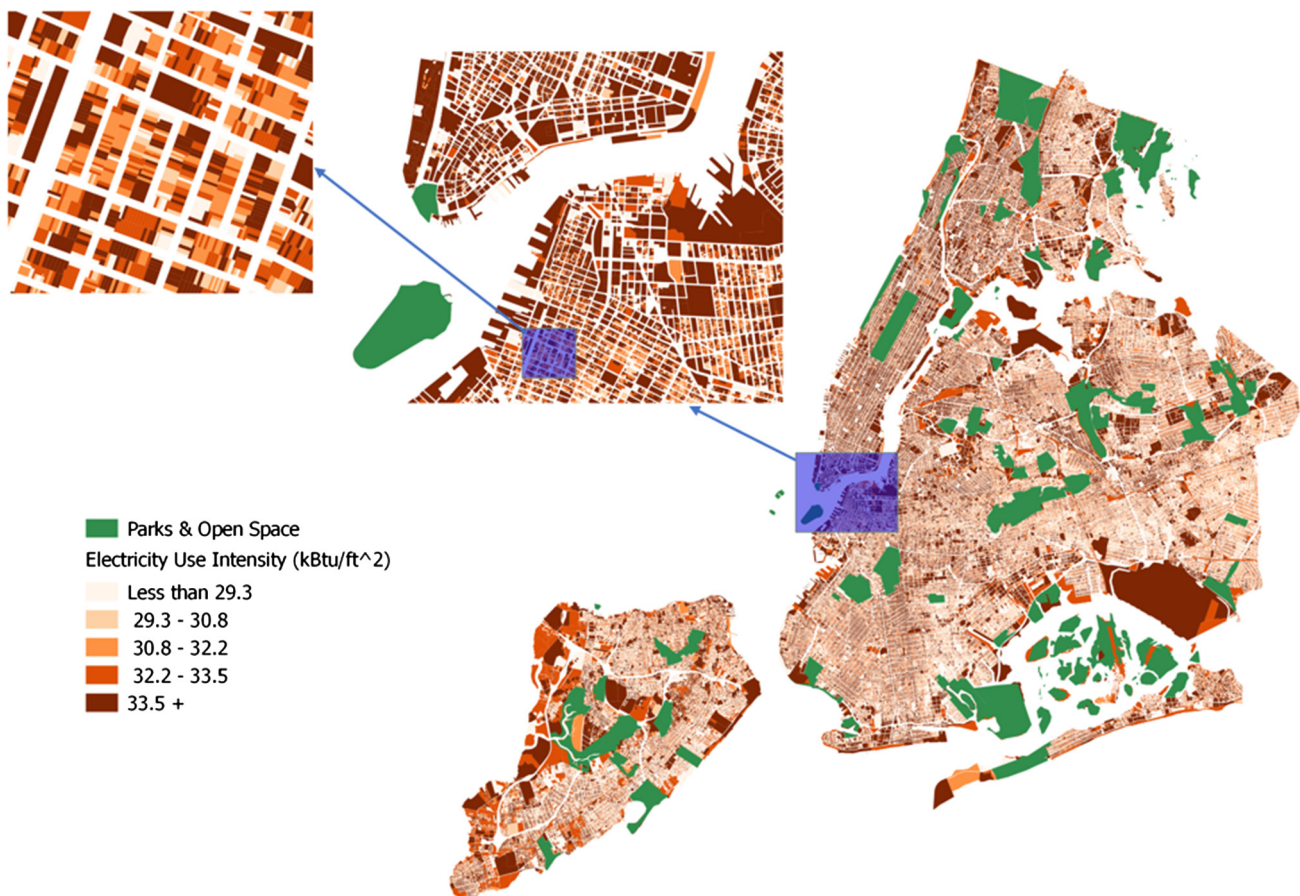 Parks & Open Space
Electricity Use Intensity (kBtu/ft^2)
Less than 29.3
29.3 - 30.8
30.8 - 32.2
32.2 - 33.5
33.5 +